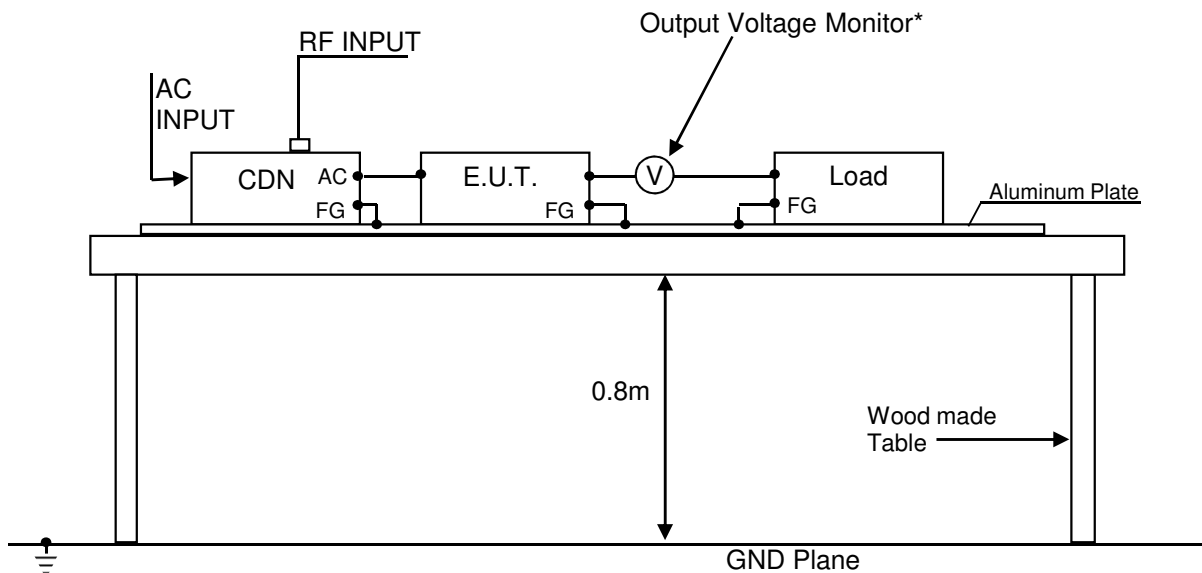 Output Voltage Monitor*
RF INPUT
AC
INPUT
CDN
AC
FG
E.U.T.
FG
V
Load
FG
Aluminum Plate
0.8m
Wood made
Table
GND Plane